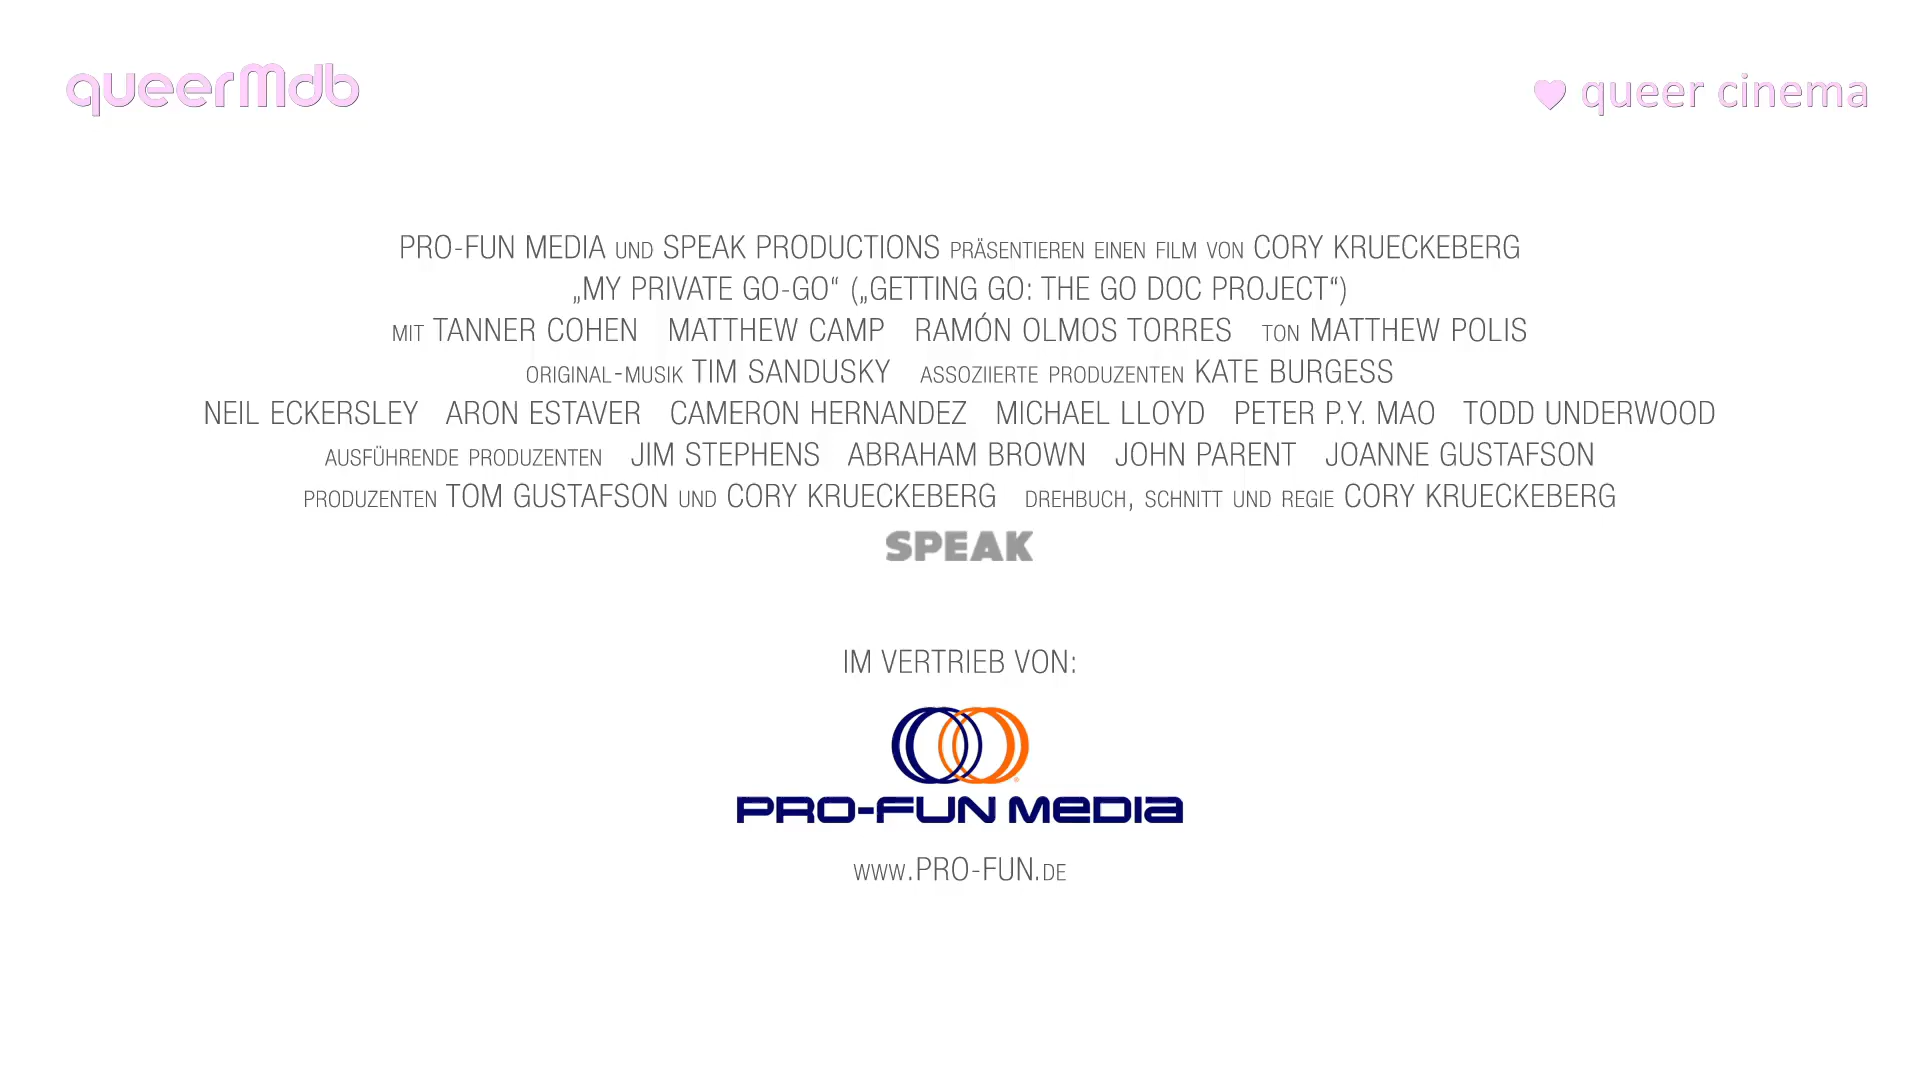 queerMdb
♥ queer cinema
PRO-FUN MEDIA UND SPEAK PRODUCTIONS PRÄSENTIEREN EINEN FILM VON CORY KRUECKEBERG
„MY PRIVATE GO-GO“ („GETTING GO: THE GO DOC PROJECT“)
MIT TANNER COHEN MATTHEW CAMP RAMÓN OLMOS TORRES TON MATTHEW POLIS
ORIGINAL-MUSIK TIM SANDUSKY ASSOZIIERTE PRODUZENTEN KATE BURGESS
NEIL ECKERSLEY ARON ESTAVER CAMERON HERNANDEZ MICHAEL LLOYD PETER P.Y. MAO TODD UNDERWOOD
AUSFÜHRENDE PRODUZENTEN JIM STEPHENS ABRAHAM BROWN JOHN PARENT JOANNE GUSTAFSON
PRODUZENTEN TOM GUSTAFSON UND CORY KRUECKEBERG DREHBUCH, SCHNITT UND REGIE CORY KRUECKEBERG
SPEAK
IM VERTRIEB VON:
PRO-FUN MEDIA
WWW.PRO-FUN.DE